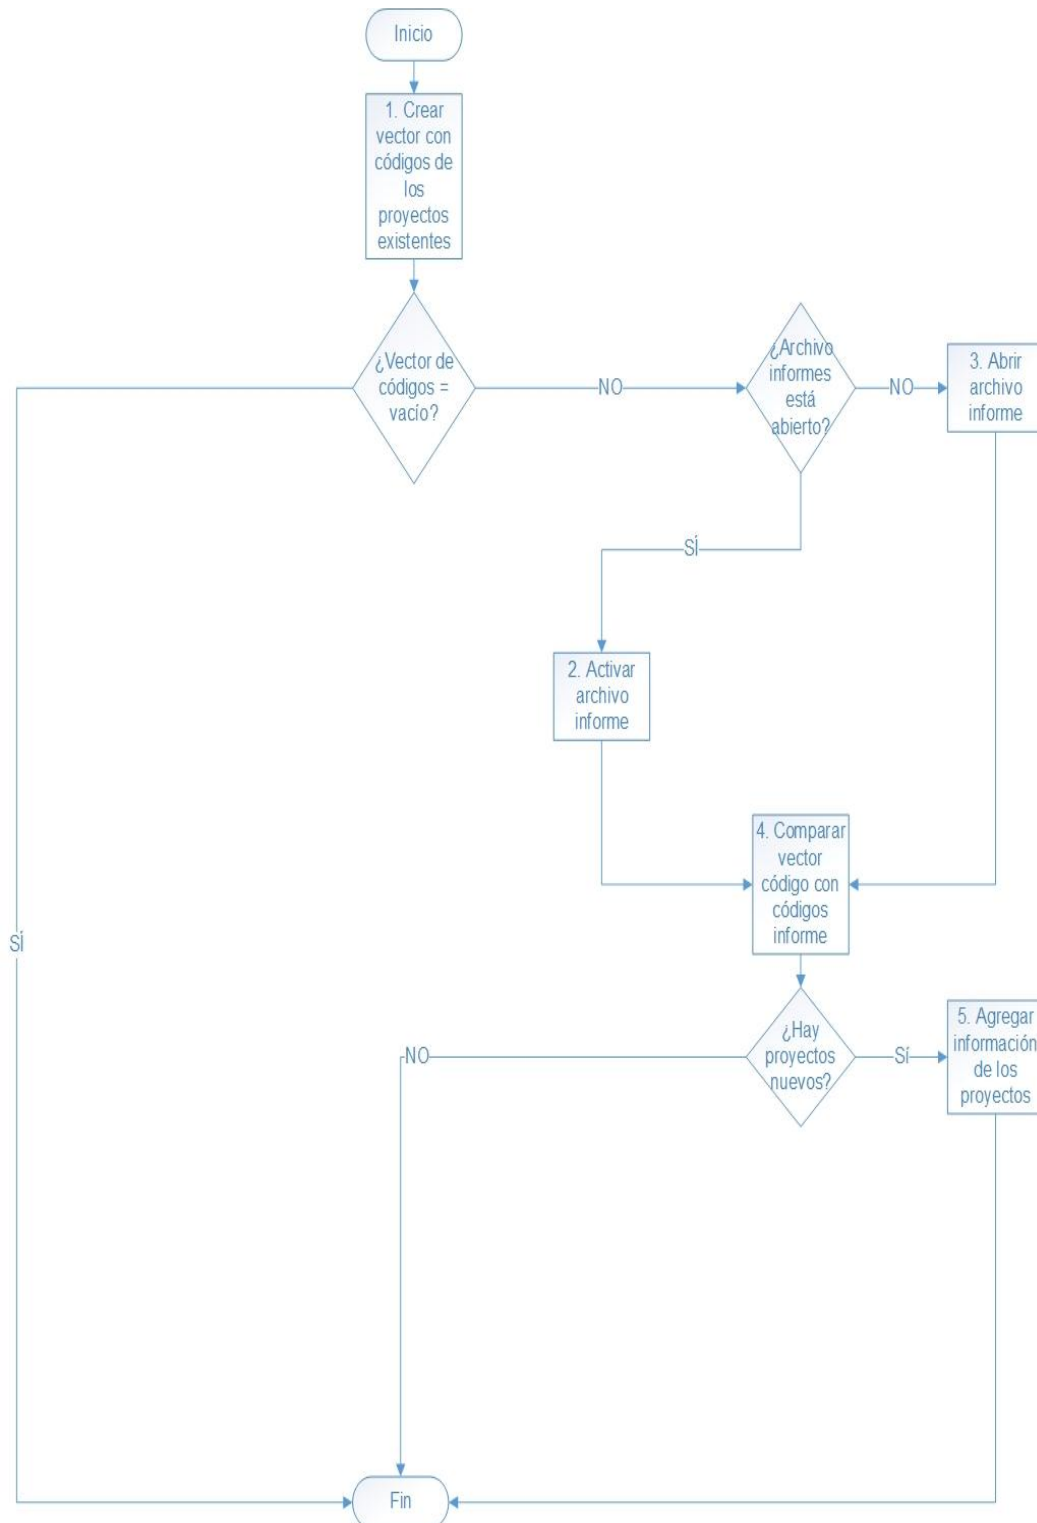 Inicio
1. Crear
vector con
códigos de
los
proyectos
existentes
¿Vector de
códigos =
vacío?
NO
¿Archivo
informes
está
abierto?
NO
3. Abrir
archivo
informe
SÍ
2. Activar
archivo
informe
4. Comparar
vector
código con
códigos
informe
SÍ
¿Hay
proyectos
nuevos?
NO
Sí
5. Agregar
información
de los
proyectos
Fin